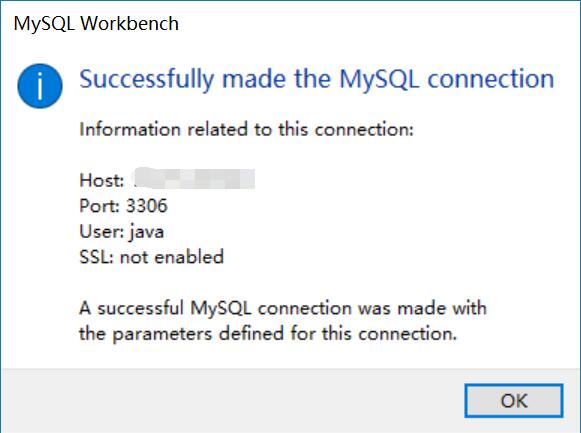 MySQL Workbench
Successfully made the MySQL connection
Information related to this connection:
Host:
Port: 3306
User: java
SSL: not enabled
A successful MySQL connection was made with
the parameters defined for this connection.
OK